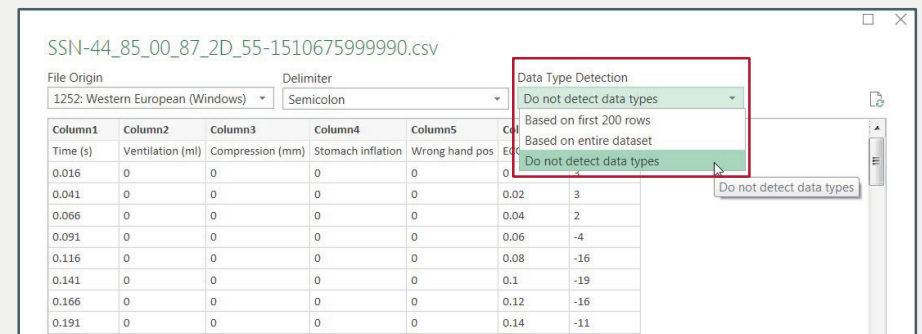 SSN-44_85_00_87_2D_55-1510675999990.csv
File Origin Delimiter Data Type Detection
1252: Western European (Windows) Semicolon Do not detect data types
Based on first 200 rows
Based on entire dataset
Do not detect data types
Do not detect data types
Column1 Column2 Column3 Column4 Column5
Time (s) Ventilation (ml) Compression (mm) Stomach inflation Wrong hand pos
0.016 0 0 0 0 0 3
0.041 0 0 0 0 0.02 3
0.066 0 0 0 0 0.04 2
0.091 0 0 0 0 0.06 -4
0.116 0 0 0 0 0.08 -16
0.141 0 0 0 0 0.1 -19
0.166 0 0 0 0 0.12 -16
0.191 0 0 0 0 0.14 -11